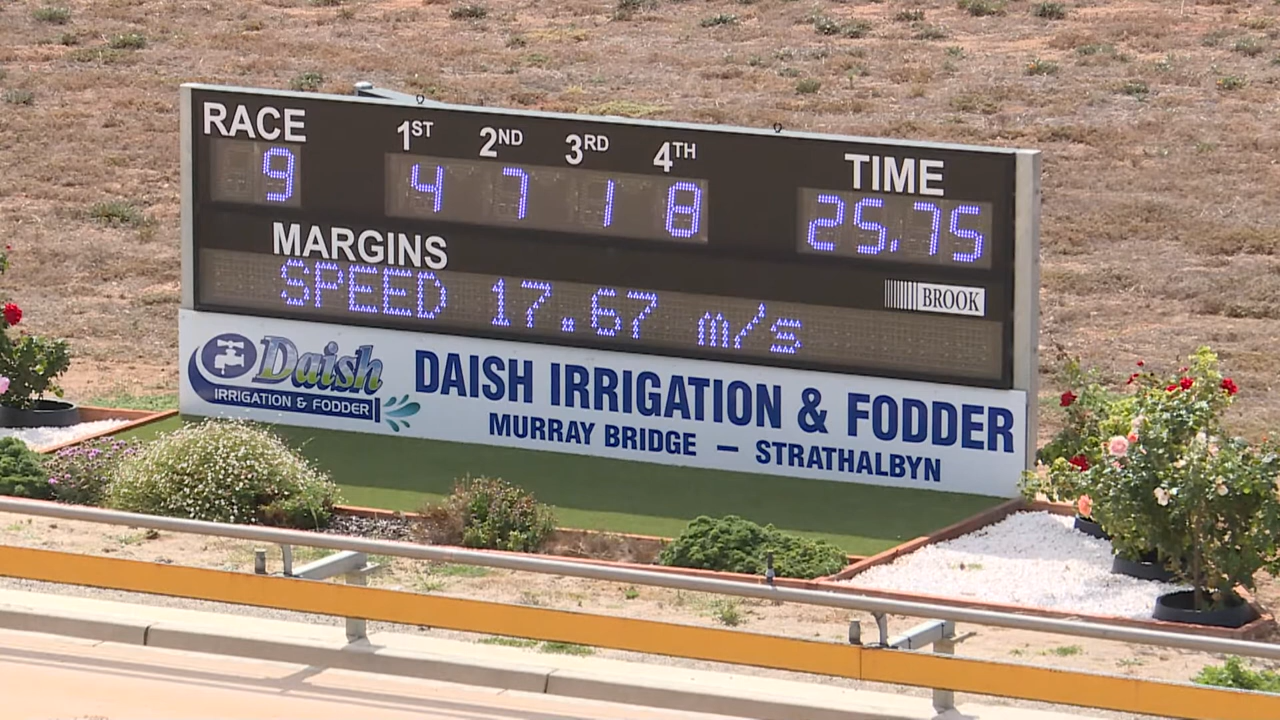 RACE 1ST 2ND 3RD 4TH TIME
9 4 7 1 8 25.75
MARGINS
SPEED 17.67 m/s
BROOK
Daish
IRRIGATION & FODDER
DAISH IRRIGATION & FODDER
MURRAY BRIDGE – STRATHALBYN